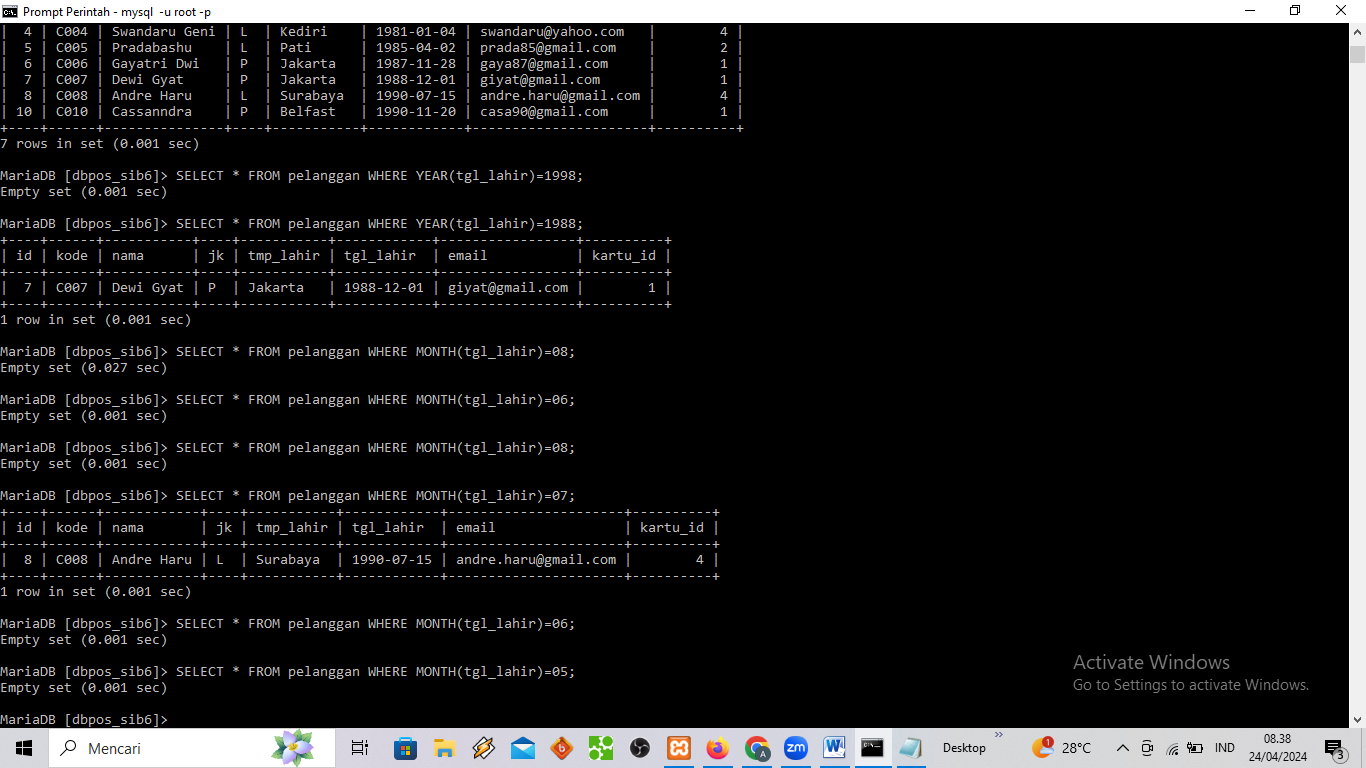 Prompt Perintah - mysql  -u root -p
|  4 | C004 | Swandaru Geni | L  | Kediri    | 1981-01-04 | swandaru@yahoo.com   |        4 |
|  5 | C005 | Pradabashu    | L  | Pati      | 1985-04-02 | prada85@gmail.com    |        2 |
|  6 | C006 | Gayatri Dwi   | P  | Jakarta   | 1987-11-28 | gaya87@gmail.com     |        1 |
|  7 | C007 | Dewi Gyat     | P  | Jakarta   | 1988-12-01 | giyat@gmail.com      |        1 |
|  8 | C008 | Andre Haru    | L  | Surabaya  | 1990-07-15 | andre.haru@gmail.com |        4 |
| 10 | C010 | Cassanndra    | P  | Belfast   | 1990-11-20 | casa90@gmail.com     |        1 |
+----+------+---------------+----+-----------+------------+----------------------+----------+
7 rows in set (0.001 sec)
MariaDB [dbpos_sib6]> SELECT * FROM pelanggan WHERE YEAR(tgl_lahir)=1998;
Empty set (0.001 sec)
MariaDB [dbpos_sib6]> SELECT * FROM pelanggan WHERE YEAR(tgl_lahir)=1988;
+----+------+-----------+----+-----------+------------+-----------------+----------+
| id | kode | nama      | jk | tmp_lahir | tgl_lahir  | email           | kartu_id |
+----+------+-----------+----+-----------+------------+-----------------+----------+
|  7 | C007 | Dewi Gyat | P  | Jakarta   | 1988-12-01 | giyat@gmail.com |        1 |
+----+------+-----------+----+-----------+------------+-----------------+----------+
1 row in set (0.001 sec)
MariaDB [dbpos_sib6]> SELECT * FROM pelanggan WHERE MONTH(tgl_lahir)=08;
Empty set (0.027 sec)
MariaDB [dbpos_sib6]> SELECT * FROM pelanggan WHERE MONTH(tgl_lahir)=06;
Empty set (0.001 sec)
MariaDB [dbpos_sib6]> SELECT * FROM pelanggan WHERE MONTH(tgl_lahir)=08;
Empty set (0.001 sec)
MariaDB [dbpos_sib6]> SELECT * FROM pelanggan WHERE MONTH(tgl_lahir)=07;
+----+------+------------+----+-----------+------------+----------------------+----------+
| id | kode | nama       | jk | tmp_lahir | tgl_lahir  | email                | kartu_id |
+----+------+------------+----+-----------+------------+----------------------+----------+
|  8 | C008 | Andre Haru | L  | Surabaya  | 1990-07-15 | andre.haru@gmail.com |        4 |
+----+------+------------+----+-----------+------------+----------------------+----------+
1 row in set (0.001 sec)
MariaDB [dbpos_sib6]> SELECT * FROM pelanggan WHERE MONTH(tgl_lahir)=06;
Empty set (0.001 sec)
MariaDB [dbpos_sib6]> SELECT * FROM pelanggan WHERE MONTH(tgl_lahir)=05;
Empty set (0.001 sec)
MariaDB [dbpos_sib6]>
Activate Windows
Go to Settings to activate Windows.
Mencari
Desktop
28°C
IND
08.38
24/04/2024